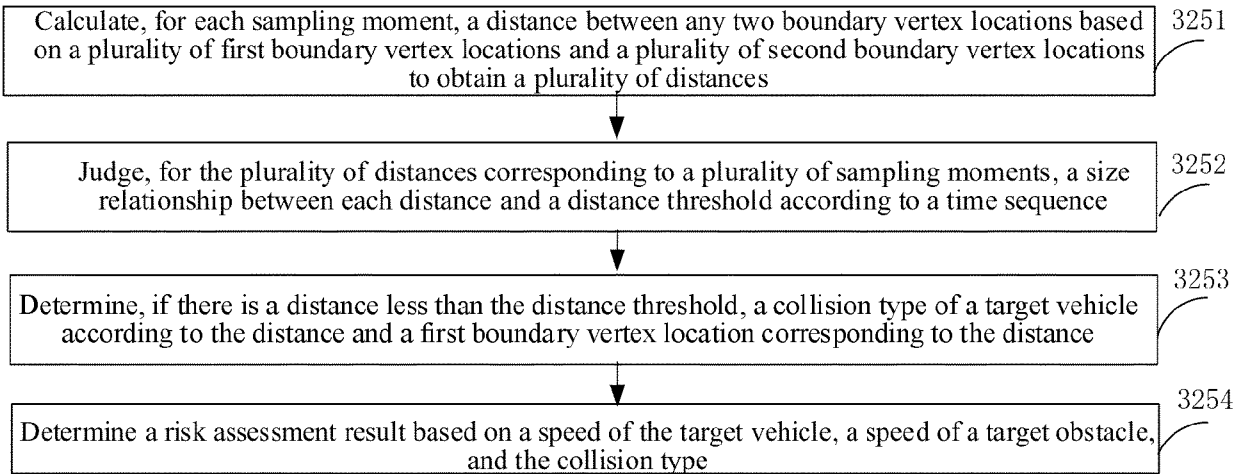 Calculate, for each sampling moment, a distance between any two boundary vertex locations based
on a plurality of first boundary vertex locations and a plurality of second boundary vertex locations
to obtain a plurality of distances
3251
Judge, for the plurality of distances corresponding to a plurality of sampling moments, a size
relationship between each distance and a distance threshold according to a time sequence
3252
Determine, if there is a distance less than the distance threshold, a collision type of a target vehicle
according to the distance and a first boundary vertex location corresponding to the distance
3253
Determine a risk assessment result based on a speed of the target vehicle, a speed of a target obstacle,
and the collision type
3254